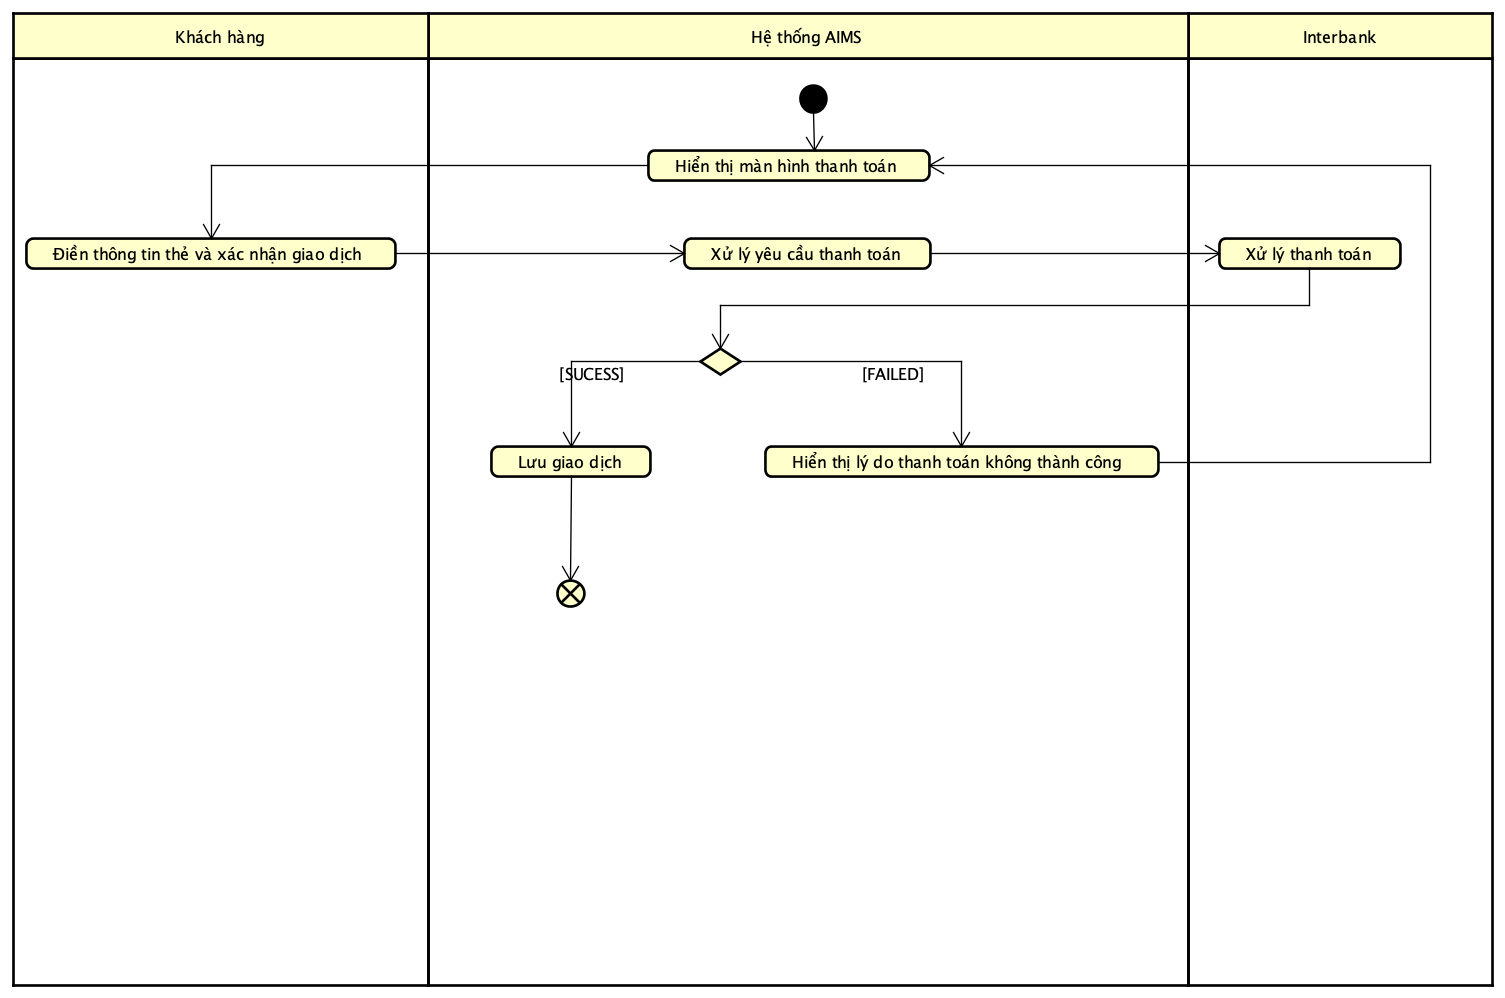 Khách hàng
Hệ thống AIMS
Interbank
Hiển thị màn hình thanh toán
Điền thông tin thẻ và xác nhận giao dịch
Xử lý yêu cầu thanh toán
Xử lý thanh toán
[SUCESS]
[FAILED]
Lưu giao dịch
Hiển thị lý do thanh toán không thành công